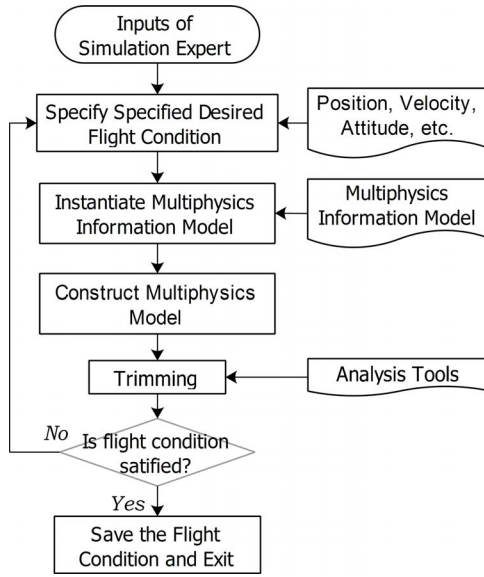 Inputs of
Simulation Expert
Specify Specified Desired
Flight Condition
Position, Velocity,
Attitude, etc.
Instantiate Multiphysics
Information Model
Multiphysics
Information Model
Construct Multiphysics
Model
Trimming
Analysis Tools
No
Is flight condition
satified?
Yes
Save the Flight
Condition and Exit